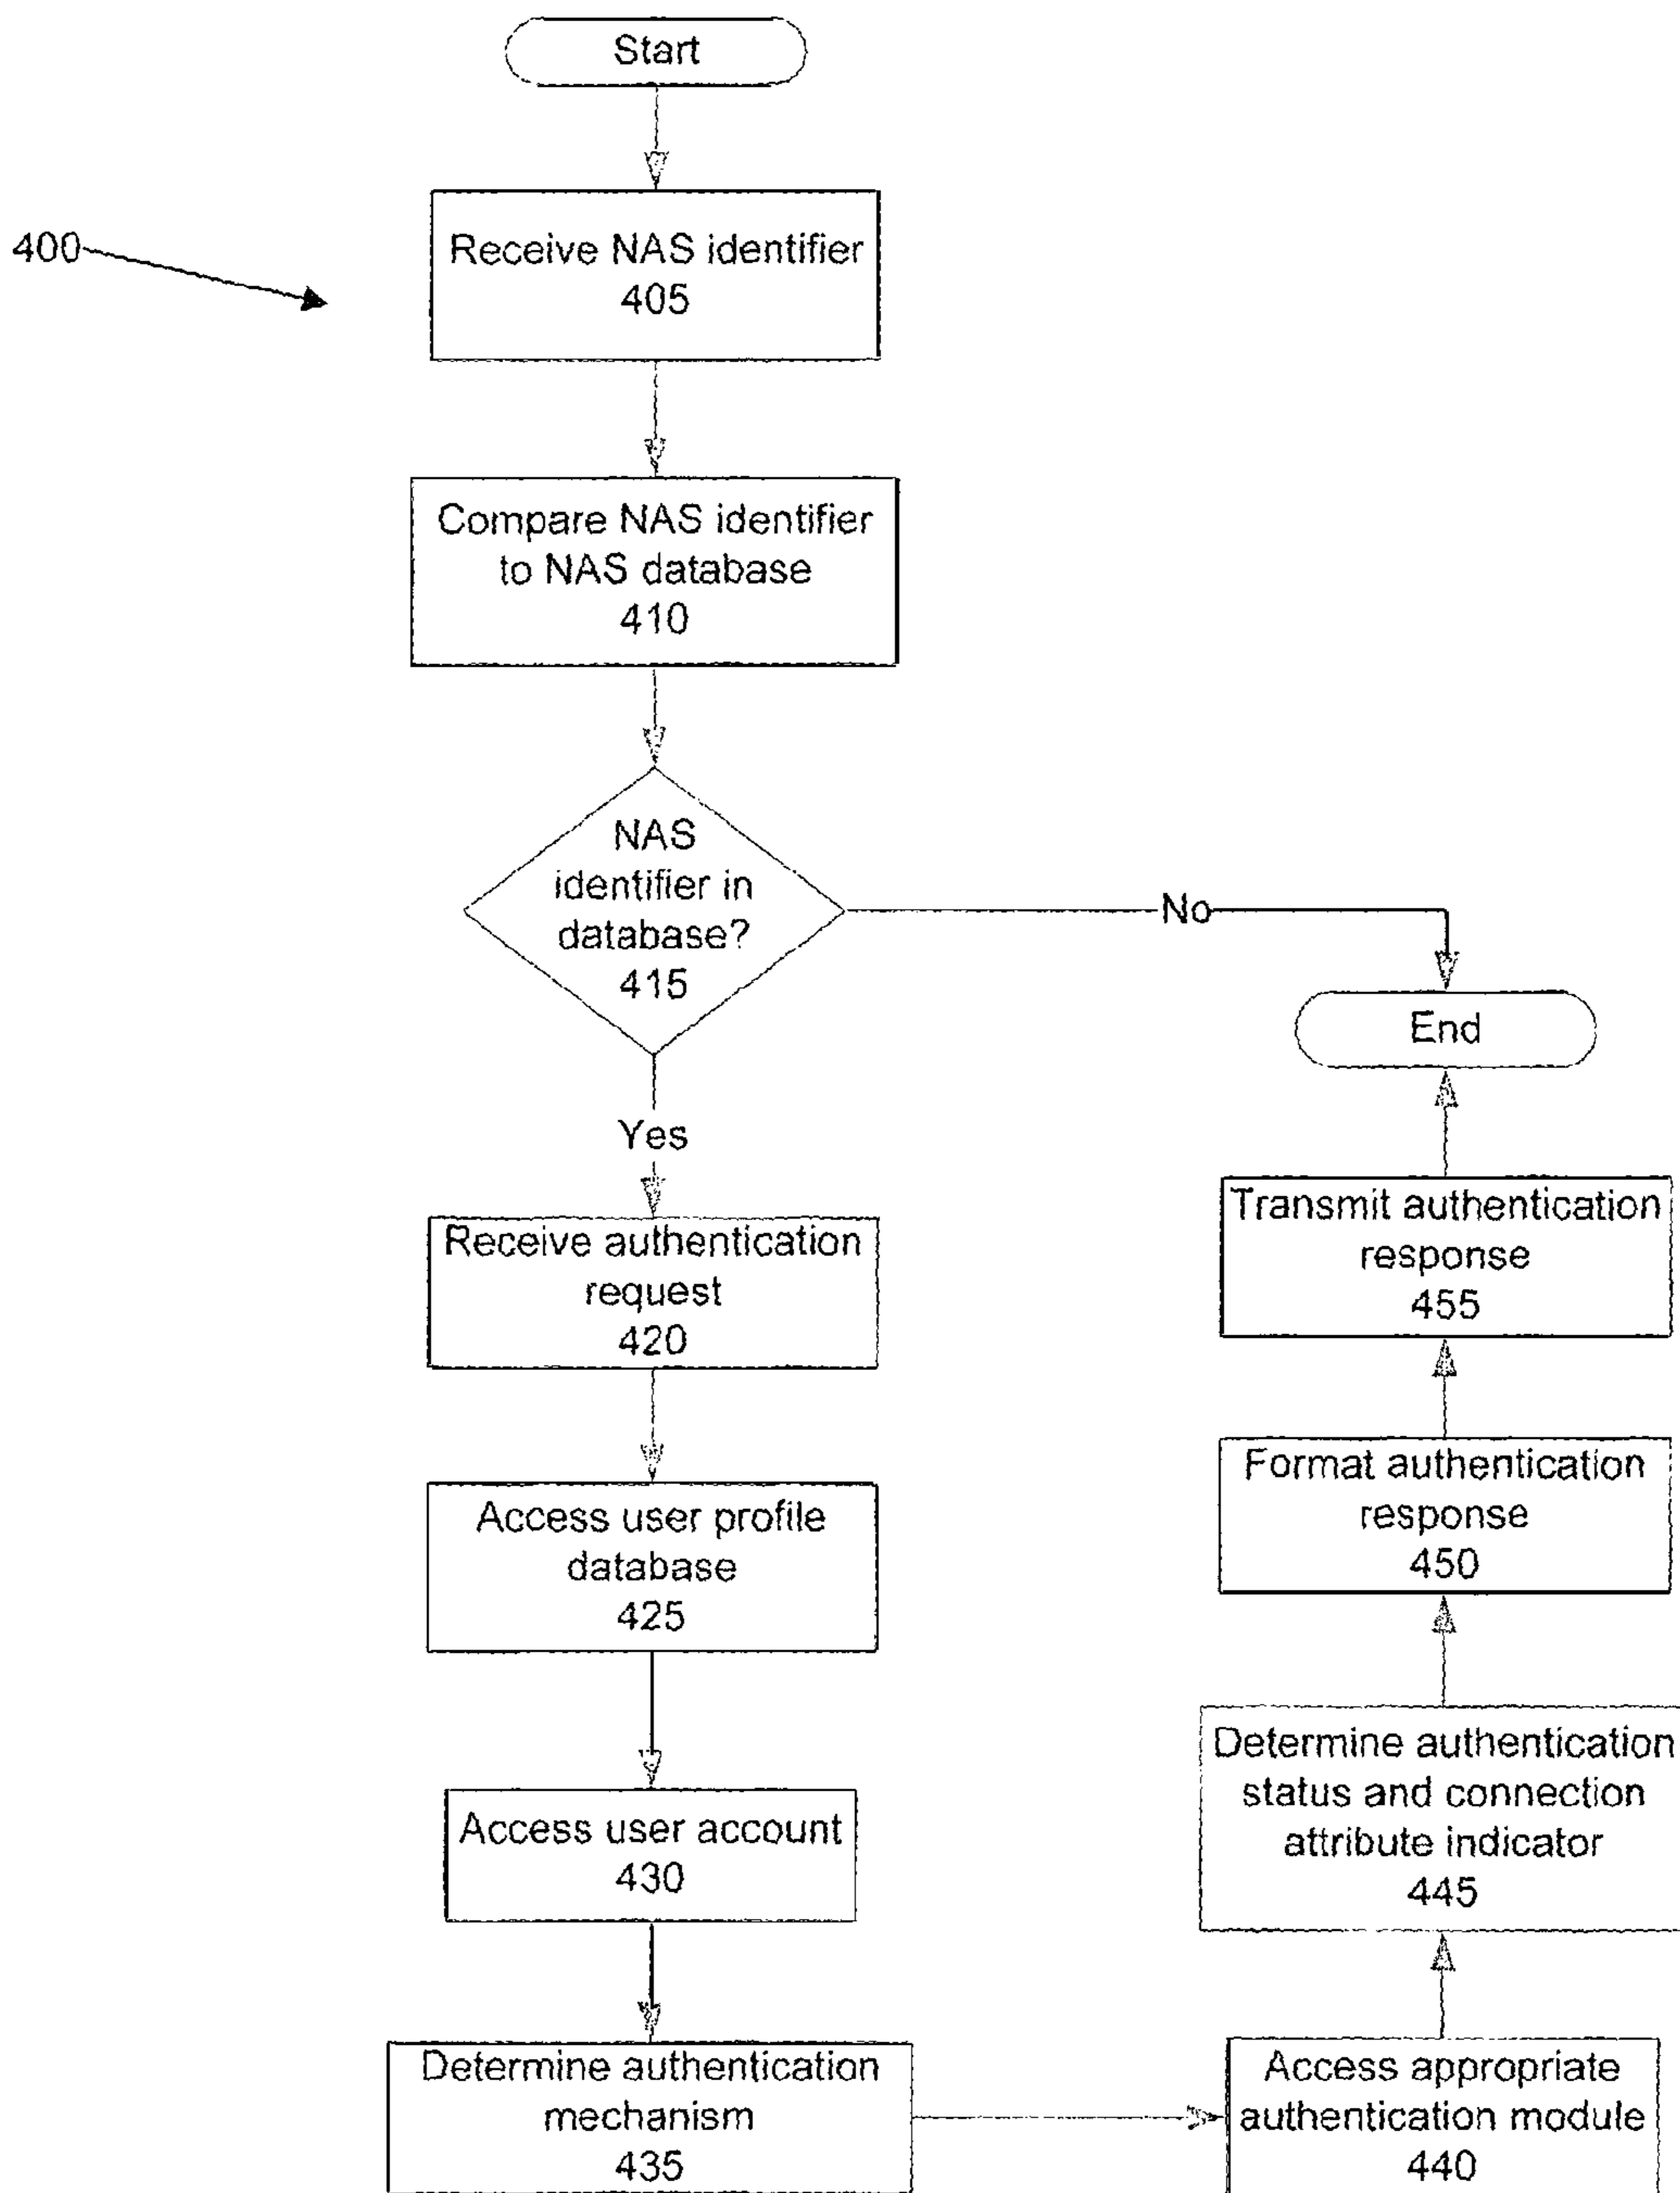 Start
400
Receive NAS identifier
405
Compare NAS identifier
to NAS database
410
NAS
identifier in
database?
415
No
End
Yes
Receive authentication
request
420
Access user profile
database
425
Access user account
430
Determine authentication
mechanism
435
Access appropriate
authentication module
440
Determine authentication
status and connection
attribute indicator
445
Format authentication
response
450
Transmit authentication
response
455